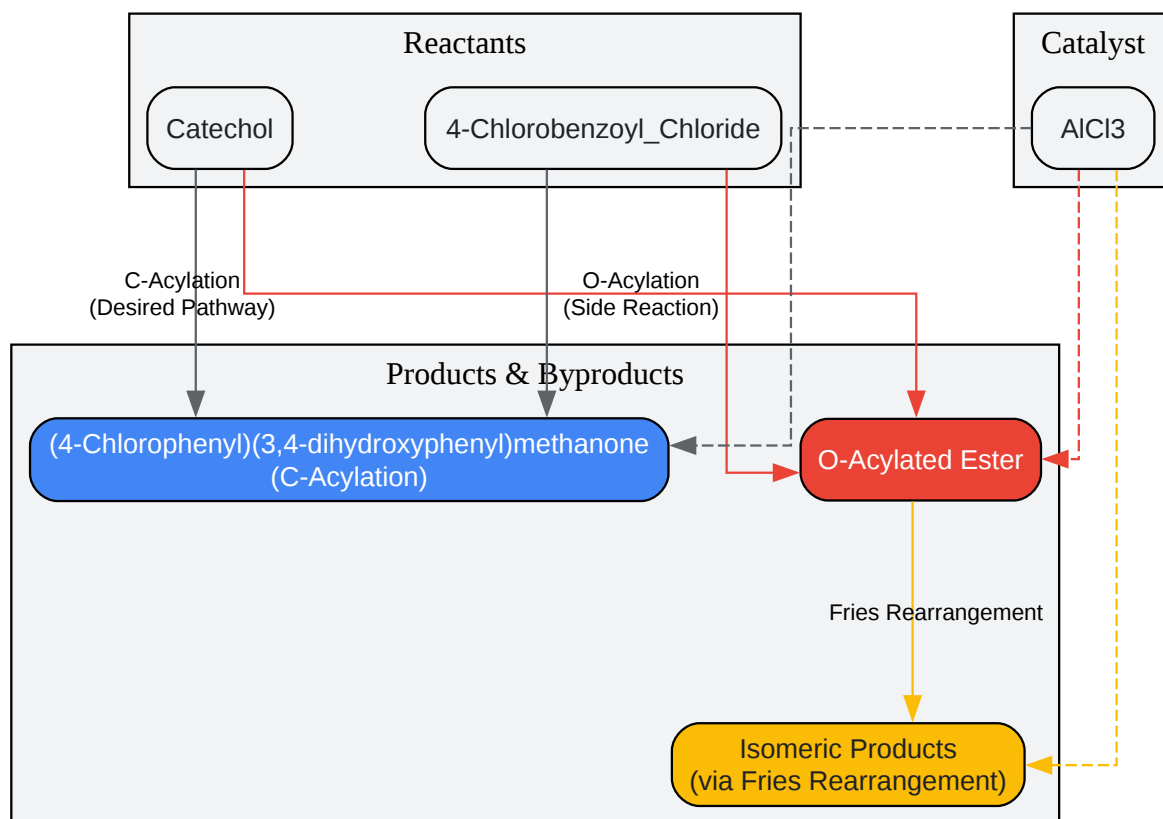 Reactants
Catalyst
Catechol
4-Chlorobenzoyl_Chloride
AlCl3
C-Acylation
(Desired Pathway)
O-Acylation
(Side Reaction)
Products & Byproducts
(4-Chlorophenyl)(3,4-dihydroxyphenyl)methanone
(C-Acylation)
O-Acylated Ester
Fries Rearrangement
Isomeric Products
(via Fries Rearrangement)